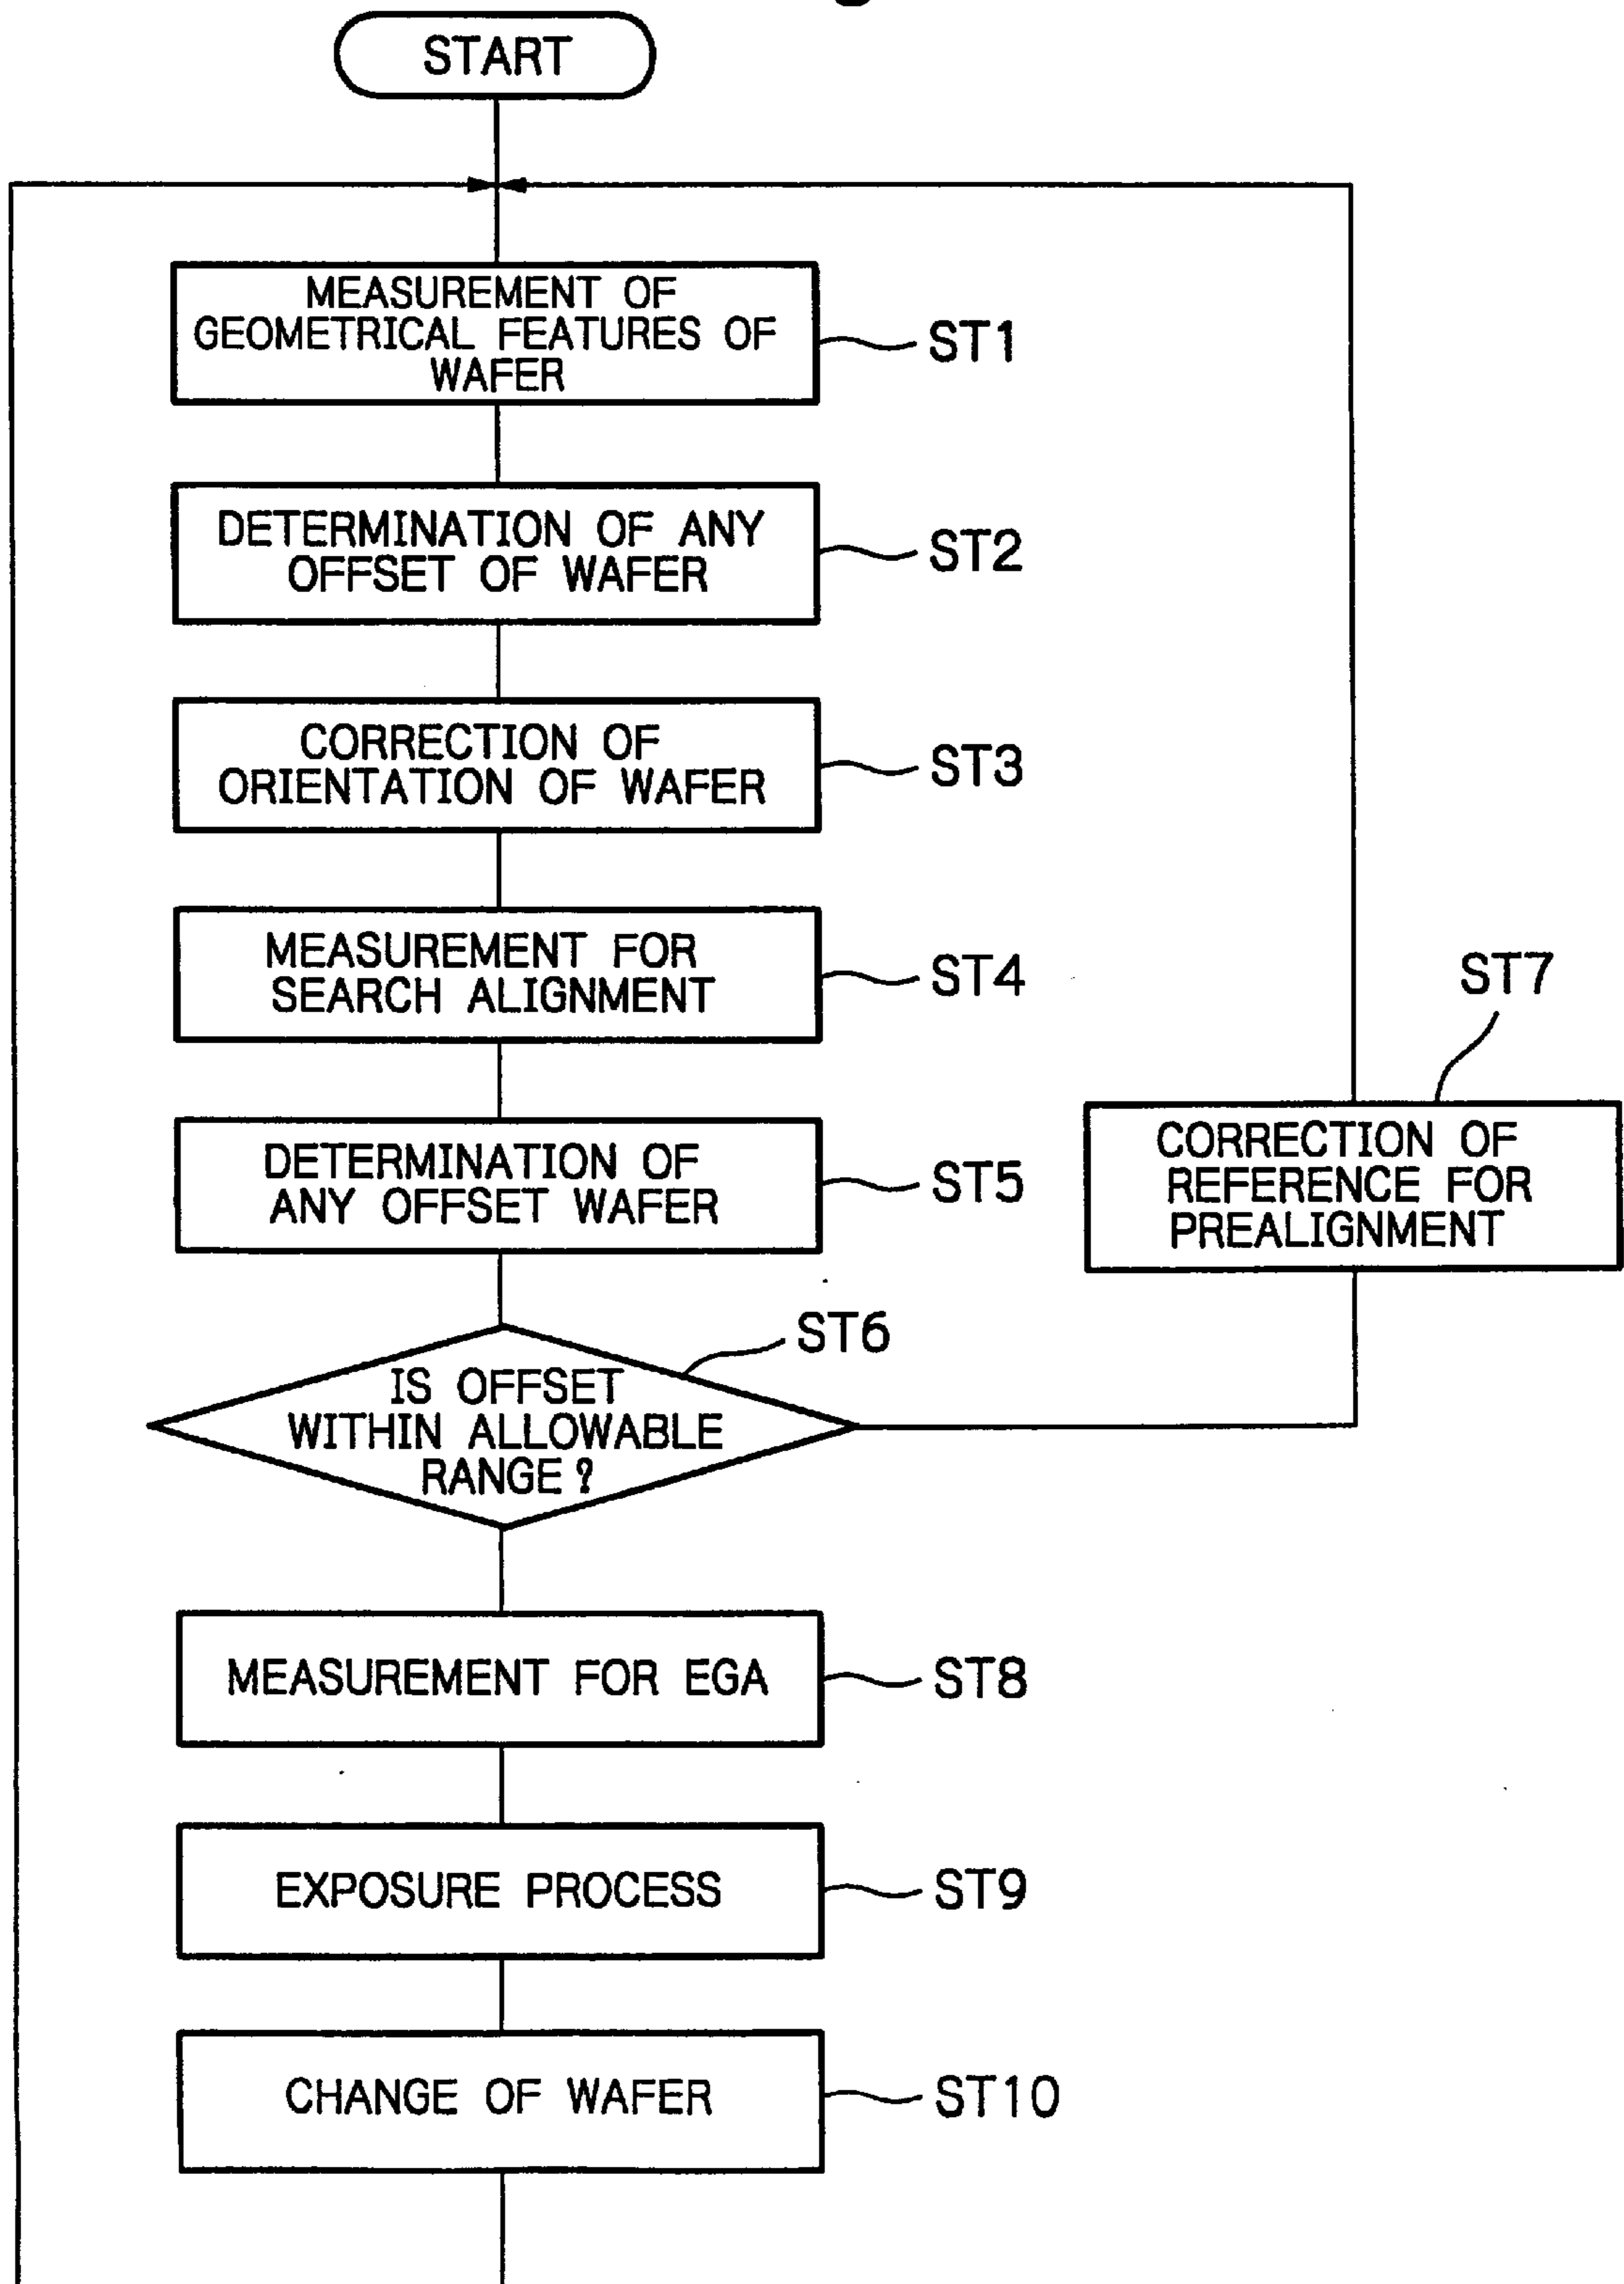 START
MEASUREMENT OF
GEOMETRICAL FEATURES OF
WAFER
ST1
DETERMINATION OF ANY
OFFSET OF WAFER
ST2
CORRECTION OF
ORIENTATION OF WAFER
ST3
MEASUREMENT FOR
SEARCH ALIGNMENT
ST4
ST7
DETERMINATION OF
ANY OFFSET WAFER
ST5
CORRECTION OF
REFERENCE FOR
PREALIGNMENT
ST6
IS OFFSET
WITHIN ALLOWABLE
RANGE?
MEASUREMENT FOR EGA
ST8
EXPOSURE PROCESS
ST9
CHANGE OF WAFER
ST10